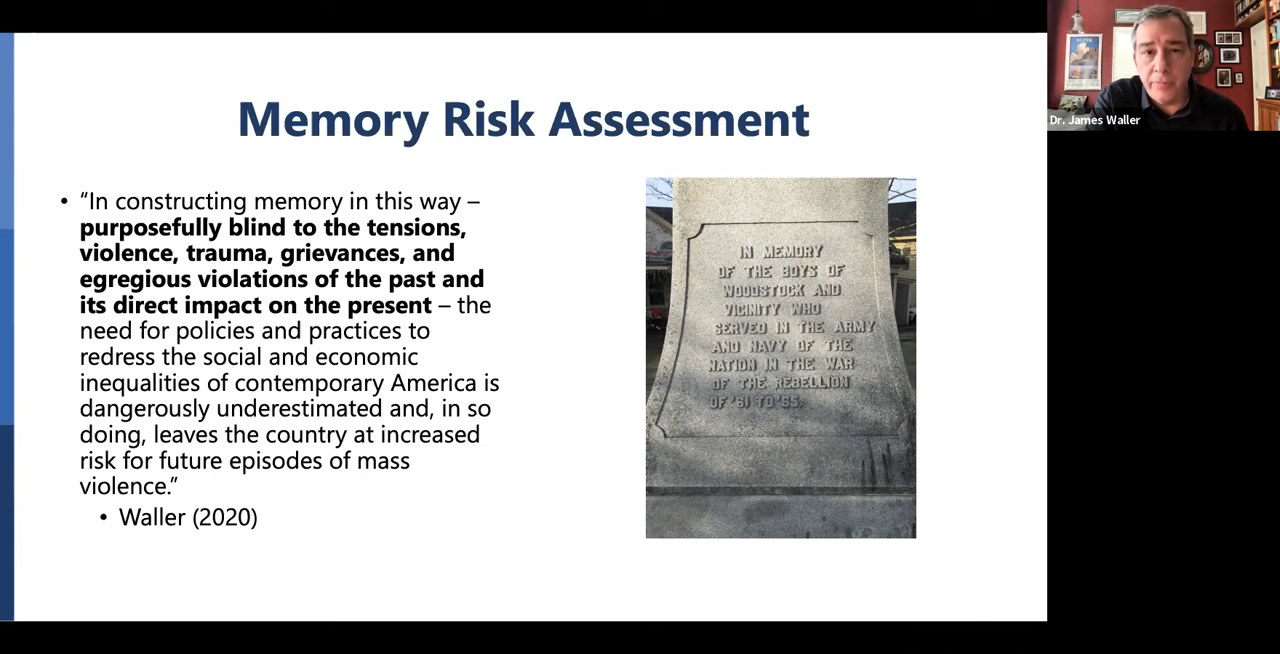 Memory Risk Assessment
• “In constructing memory in this way –
purposefully blind to the tensions,
violence, trauma, grievances, and
egregious violations of the past and
its direct impact on the present – the
need for policies and practices to
redress the social and economic
inequalities of contemporary America is
dangerously underestimated and, in so
doing, leaves the country at increased
risk for future episodes of mass
violence.”
• Waller (2020)
IN MEMORY
OF THE BOYS OF
WOODSTOCK AND
VICINITY WHO
SERVED IN THE ARMY
AND NAVY OF THE
NATION IN THE WAR
OF THE REBELLION
OF '61 TO '65.
Dr. James Waller